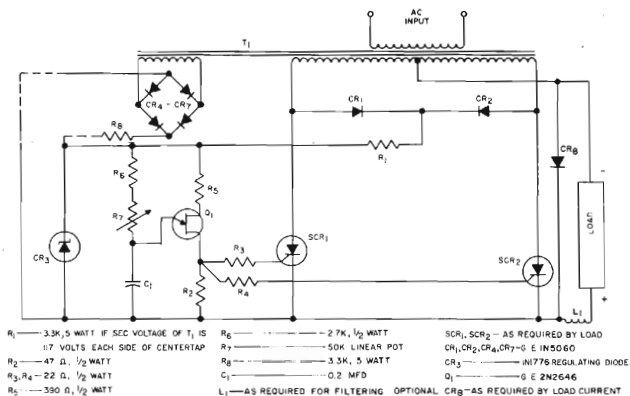 AC
INPUT
T1
CR4 - CR7
CR1
CR2
R8
R1
CR8
R6
R5
R7
Q1
LOAD
-
+
CR3
C1
R3
R4
R2
SCR1
SCR2
L1
R1 3.3K, 5 WATT IF SEC VOLTAGE OF T1 IS
117 VOLTS EACH SIDE OF CENTERTAP
R2 47 Ω, 1/2 WATT
R3, R4 22 Ω, 1/2 WATT
R5 390 Ω, 1/2 WATT
R6 2.7K, 1/2 WATT
R7 50K LINEAR POT
R8 3.3K, 5 WATT
C1 0.2 MFD
L1 AS REQUIRED FOR FILTERING OPTIONAL
SCR1, SCR2 - AS REQUIRED BY LOAD
CR1, CR2, CR4, CR7 - G E 1N5060
CR3 1N1776 REGULATING DIODE
Q1 G E 2N2646
CR8 - AS REQUIRED BY LOAD CURRENT